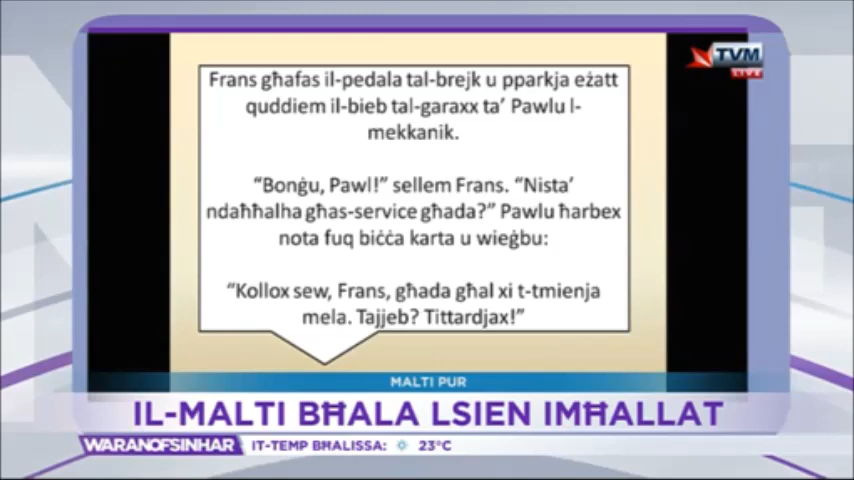 TVM
LIVE
Frans għafas il-pedala tal-brejk u pparkja eżatt
quddiem il-bieb tal-garaxx ta’ Pawlu l-
mekkanik.
“Bonġu, Pawl!” sellem Frans. “Nista’
ndaħħalha għas-service għada?” Pawlu ħarbex
nota fuq biċċa karta u wieġbu:
“Kollox sew, Frans, għada għal xi t-tmienja
mela. Tajjeb? Tittardjax!”
MALTI PUR
IL-MALTI BĦALA LSIEN IMĦALLAT
WARANOFSINHAR IT-TEMP BĦALISSA: 23°C